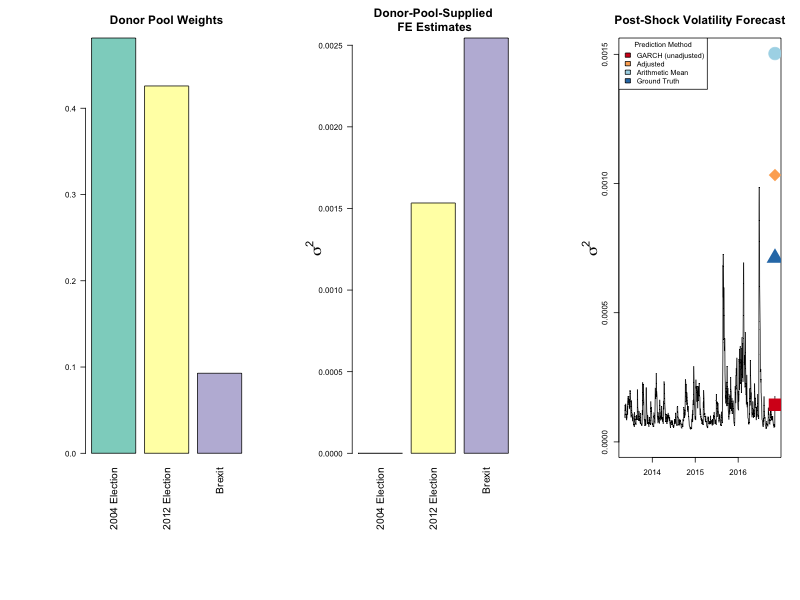 Donor Pool Weights
0.4
0.3
0.2
0.1
0.0
2004 Election
2012 Election
Brexit
Donor-Pool-Supplied
FE Estimates
σ2
0.0025
0.0020
0.0015
0.0010
0.0005
0.0000
2004 Election
2012 Election
Brexit
Post-Shock Volatility Forecast
σ2
0.0015
0.0010
0.0005
0.0000
Prediction Method
GARCH (unadjusted)
Adjusted
Arithmetic Mean
Ground Truth
2014
2015
2016